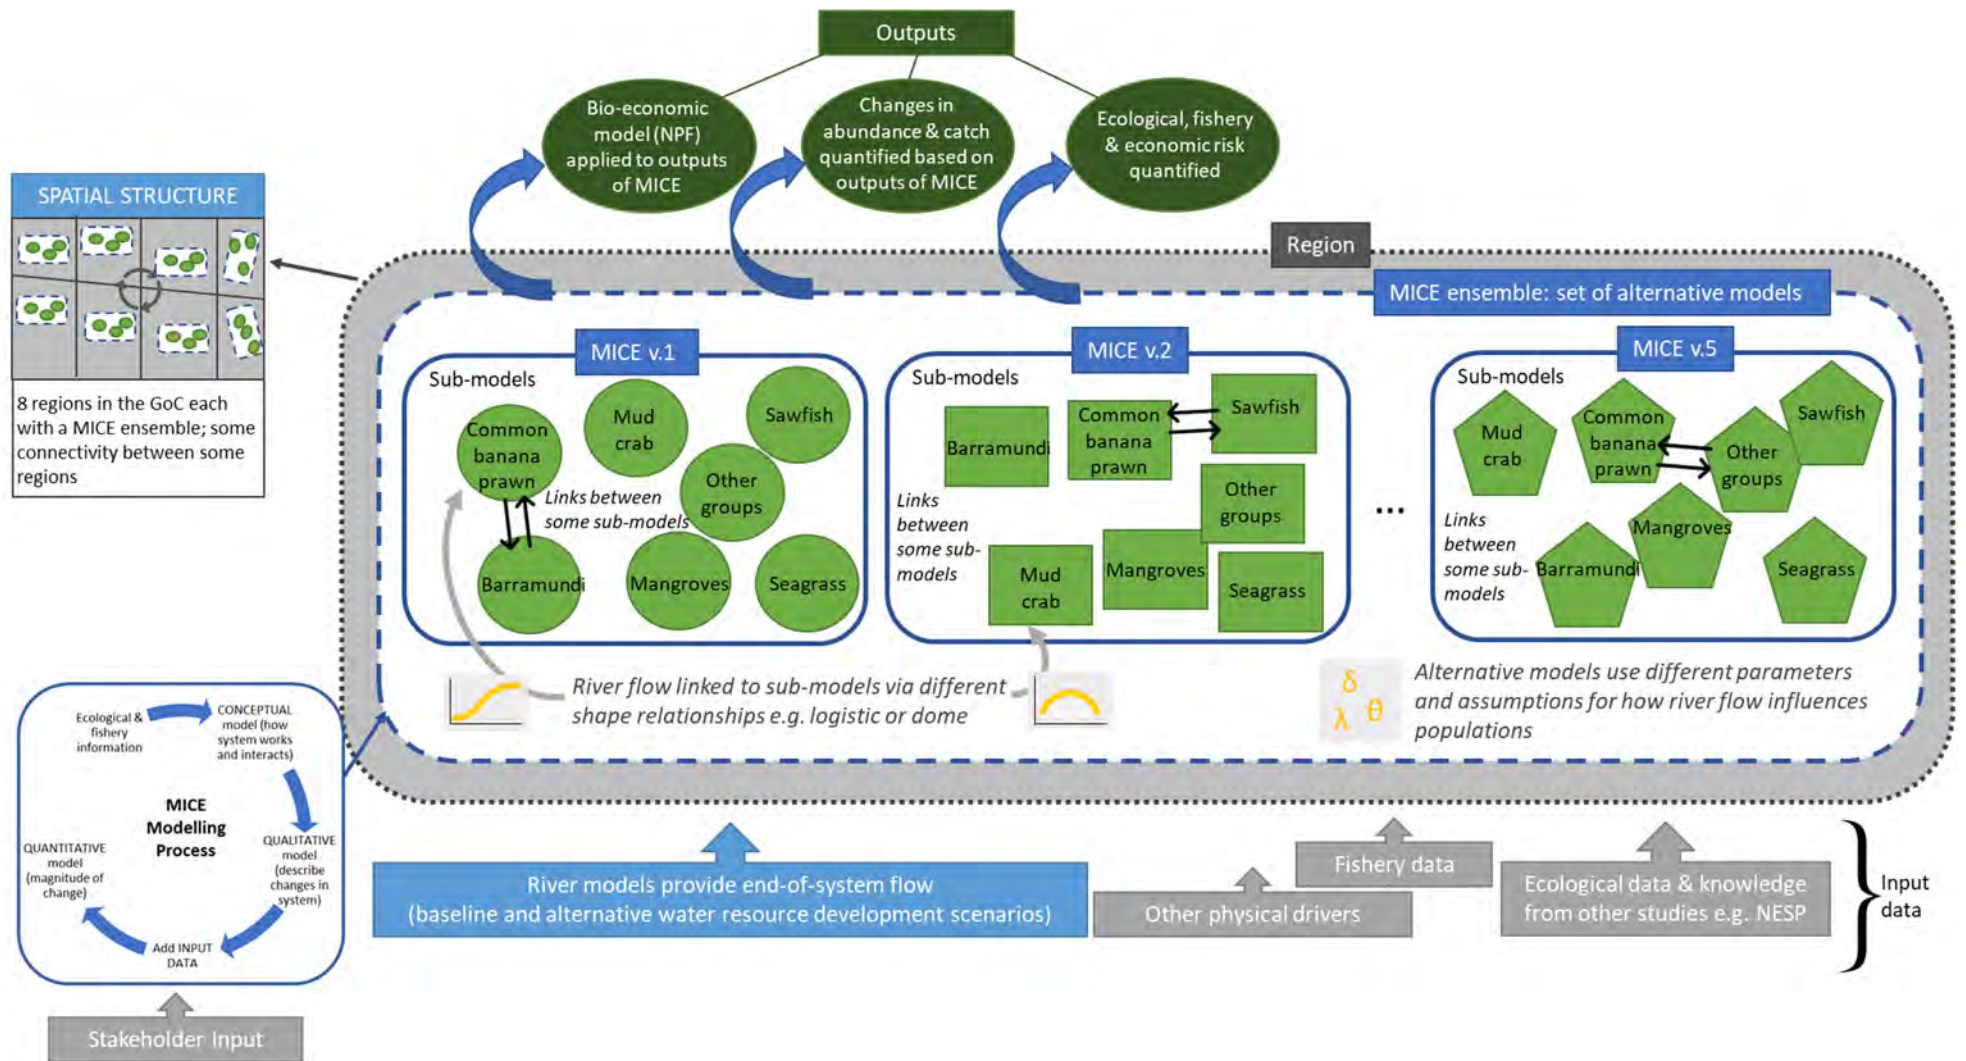 Outputs
Bio-economic
model (NPF)
applied to outputs
of MICE
Changes in
abundance & catch
quantified based on
outputs of MICE
Ecological, fishery
& economic risk
quantified
SPATIAL STRUCTURE
8 regions in the GoC each
with a MICE ensemble; some
connectivity between some
regions
Region
MICE ensemble: set of alternative models
MICE v.1
Sub-models
Common
banana
prawn
Mud
crab
Sawfish
Other
groups
Links between
some sub-models
Barramundi
Mangroves
Seagrass
MICE v.2
Sub-models
Barramundi
Common
banana
prawn
Sawfish
Other
groups
Links
between
some sub-
models
Mud
crab
Mangroves
Seagrass
...
MICE v.5
Sub-models
Mud
crab
Common
banana
prawn
Other
groups
Sawfish
Links
between
some sub-
models
Mangroves
Barramundi
Seagrass
River flow linked to sub-models via different
shape relationships e.g. logistic or dome
δ
λ θ
Alternative models use different parameters
and assumptions for how river flow influences
populations
Ecological &
fishery
information
CONCEPTUAL
model (how
system works
and interacts)
MICE
Modelling
Process
QUALITATIVE
model
(describe
changes in
system)
Add INPUT
DATA
QUANTITATIVE
model
(magnitude of
change)
Stakeholder Input
River models provide end-of-system flow
(baseline and alternative water resource development scenarios)
Other physical drivers
Fishery data
Ecological data & knowledge
from other studies e.g. NESP
Input
data